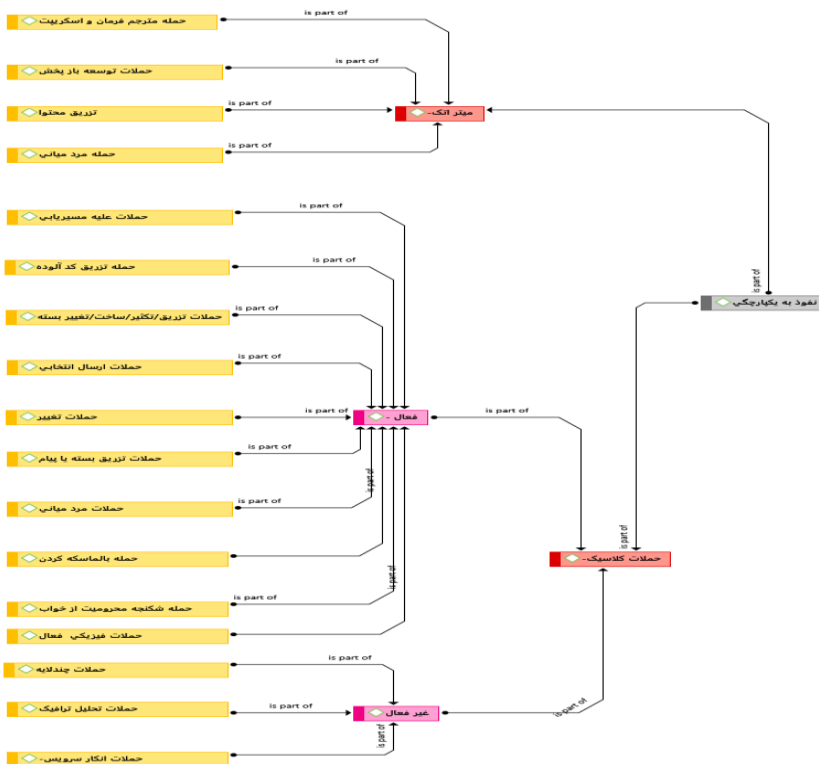 is part of
حمله مترجم فرمان و اسکریپت
is part of
حملات توسعه باز پخش
is part of
تزریق محتوا
میتر اتک-
is part of
حمله مرد میانی
is part of
حملات علیه مسیریابی
is part of
حمله تزریق کد آلوده
is part of
نفوذ به یکپارچگی
is part of
حملات تزریق/تکثیر/ساخت/تغییر بسته
is part of
حملات ارسال انتخابی
is part of
is part of
حملات تغییر
فعال -
is part of
حملات تزریق بسته یا پیام
is part of
is part of
حملات مرد میانی
is part of
حمله بالماسکه کردن
حملات کلاسیک-
is part of
is part of
حمله شکنجه محرومیت از خواب
حملات فیزیکی فعال
is part of
حملات چندلایه
is part of
حملات تحلیل ترافیک
غیر فعال
is part of
is part of
حملات انکار سرویس-